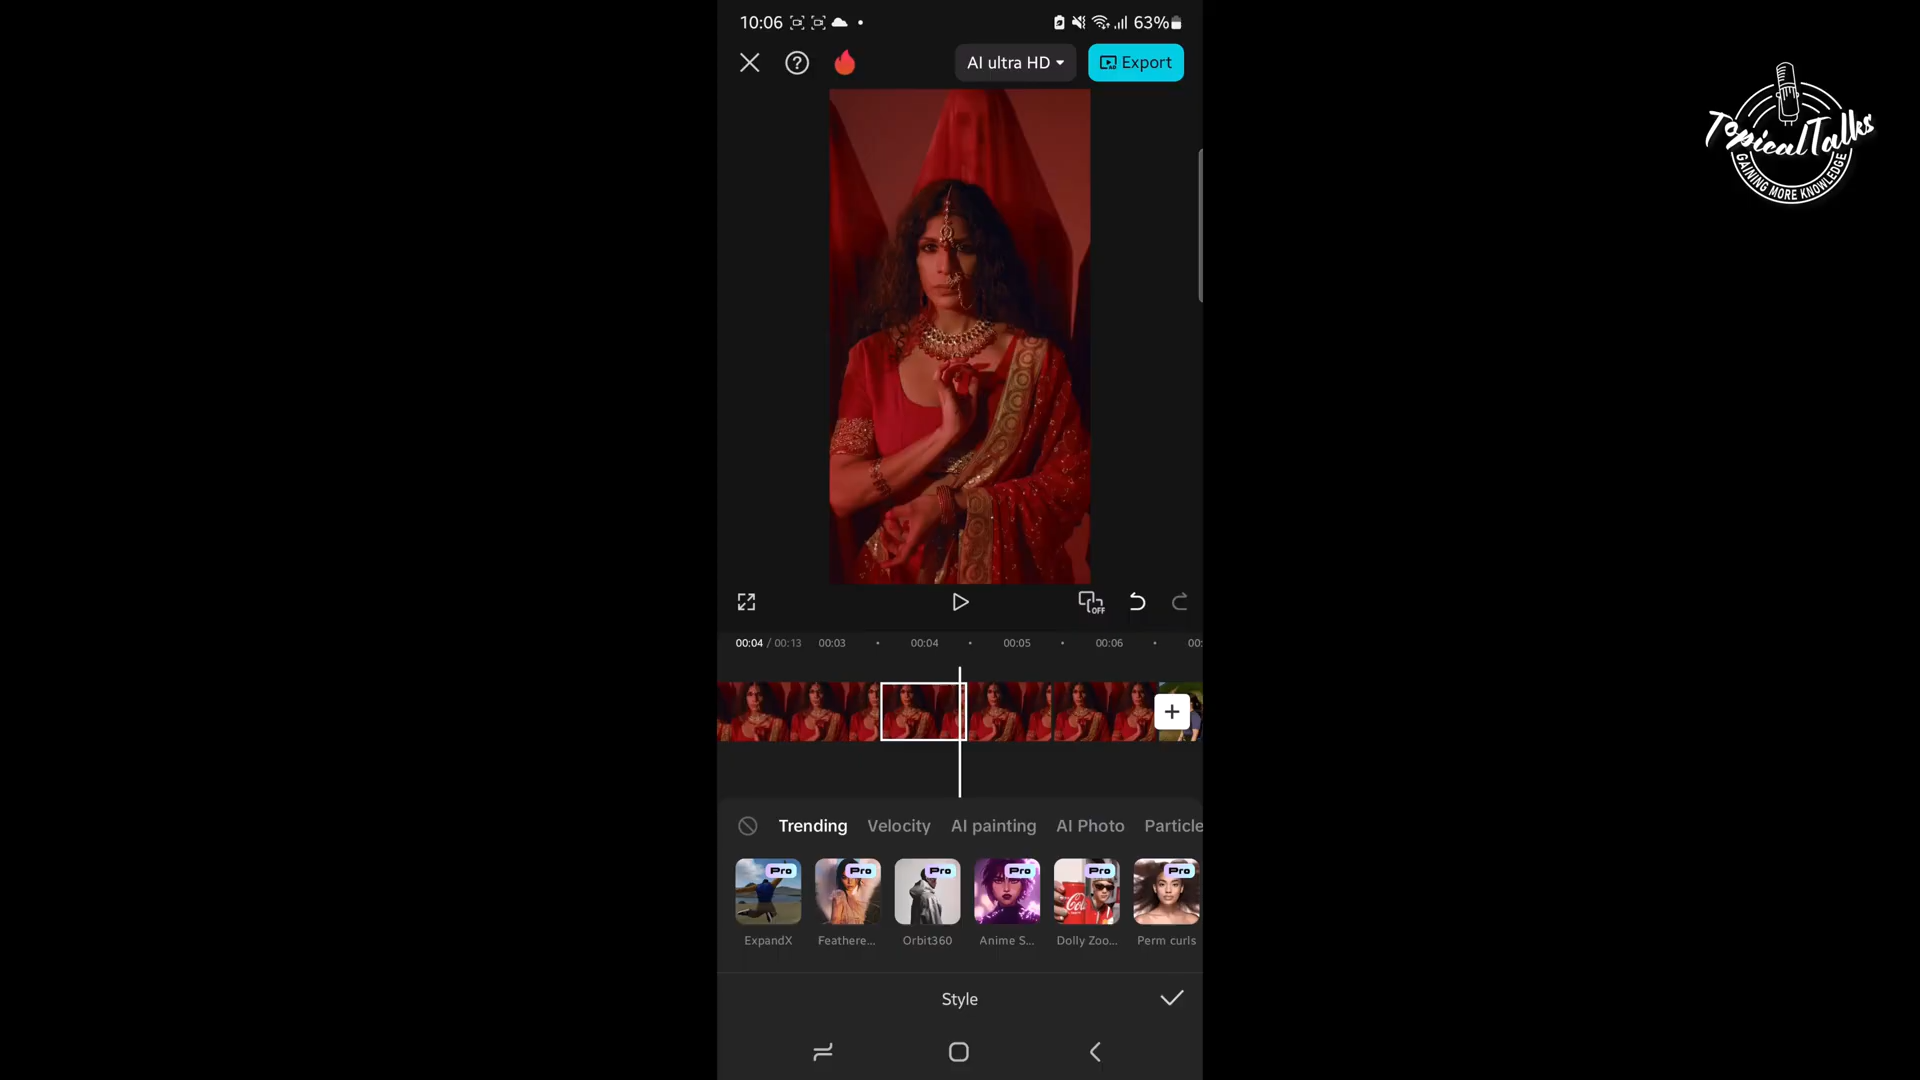 10:06
63%
AI ultra HD
Export
TopicalTalks
GAINING MORE KNOWLEDGE
OFF
00:04 / 00:13
00:03
00:04
00:05
00:06
00:
Trending
Velocity
AI painting
AI Photo
Particle
Pro
Pro
Pro
Pro
Pro
Pro
ExpandX
Feathere...
Orbit360
Anime S...
Dolly Zoo...
Perm curls
Style